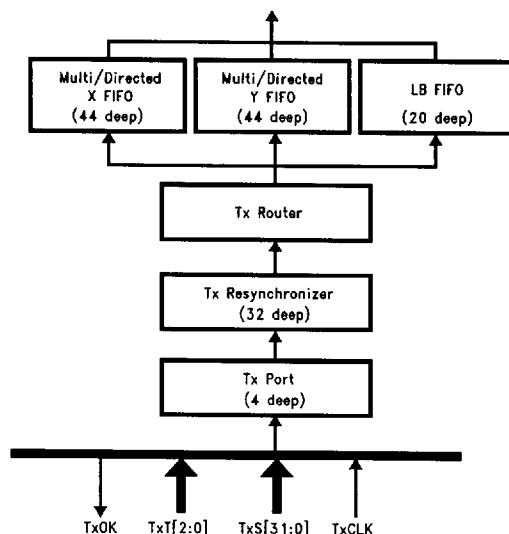 Multi/Directed
X FIFO
(44 deep)
Multi/Directed
Y FIFO
(44 deep)
LB FIFO
(20 deep)
Tx Router
Tx Resynchronizer
(32 deep)
Tx Port
(4 deep)
TxOK
TxT[2:0]
TxS[31:0]
TxCLK